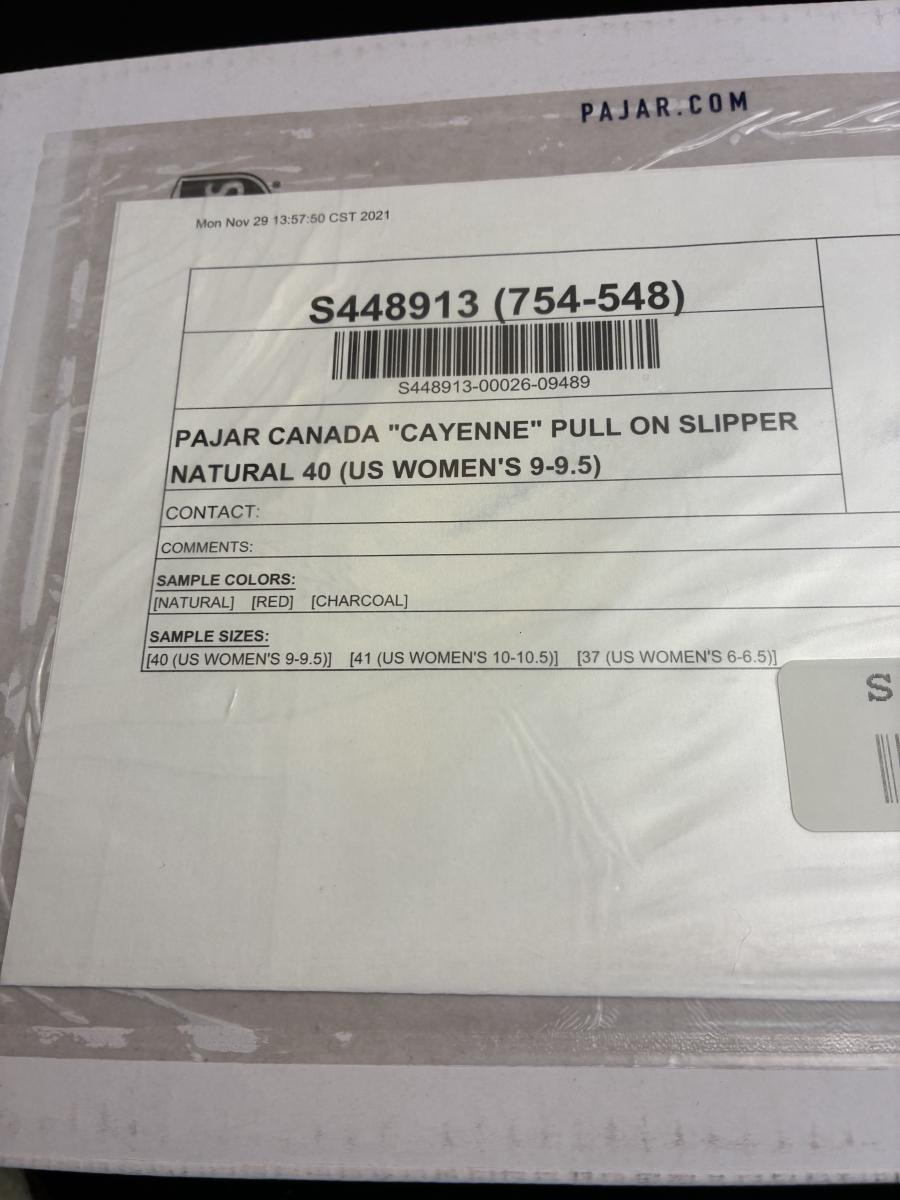 PAJAR.COM
Mon Nov 29 13:57:50 CST 2021
S448913 (754-548)
S448913-00026-09489
PAJAR CANADA "CAYENNE" PULL ON SLIPPER
NATURAL 40 (US WOMEN'S 9-9.5)
CONTACT:
COMMENTS:
SAMPLE COLORS:
[NATURAL] [RED] [CHARCOAL]
SAMPLE SIZES:
[40 (US WOMEN'S 9-9.5)] [41 (US WOMEN'S 10-10.5)] [37 (US WOMEN'S 6-6.5)]
S